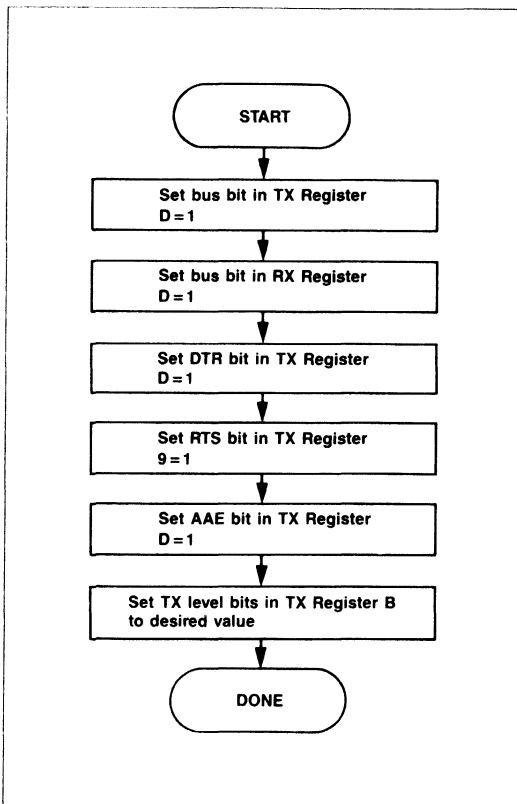 START
Set bus bit in TX Register
D = 1
Set bus bit in RX Register
D = 1
Set DTR bit in TX Register
D = 1
Set RTS bit in TX Register
9 = 1
Set AAE bit in TX Register
D = 1
Set TX level bits in TX Register B
to desired value
DONE